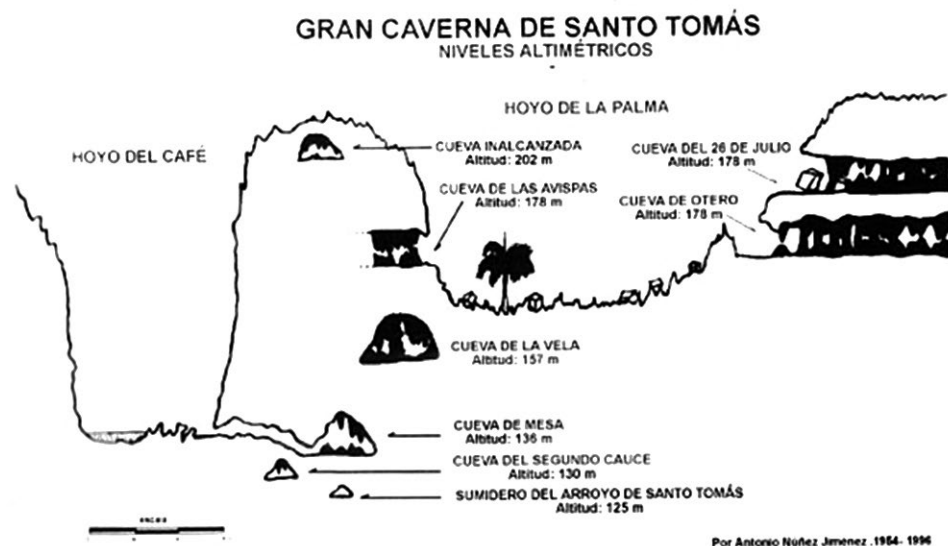 GRAN CAVERNA DE SANTO TOMÁS
NIVELES ALTIMÉTRICOS
HOYO DE LA PALMA
HOYO DEL CAFÉ
CUEVA INALCANZADA
Altitud: 202 m
CUEVA DEL 26 DE JULIO
Altitud: 178 m
CUEVA DE LAS AVISPAS
Altitud: 178 m
CUEVA DE OTERO
Altitud: 178 m
CUEVA DE LA VELA
Altitud: 157 m
CUEVA DE MESA
Altitud: 136 m
CUEVA DEL SEGUNDO CAUCE
Altitud: 130 m
SUMIDERO DEL ARROYO DE SANTO TOMÁS
Altitud: 125 m
Por Antonio Núñez Jimenez .1954- 1996